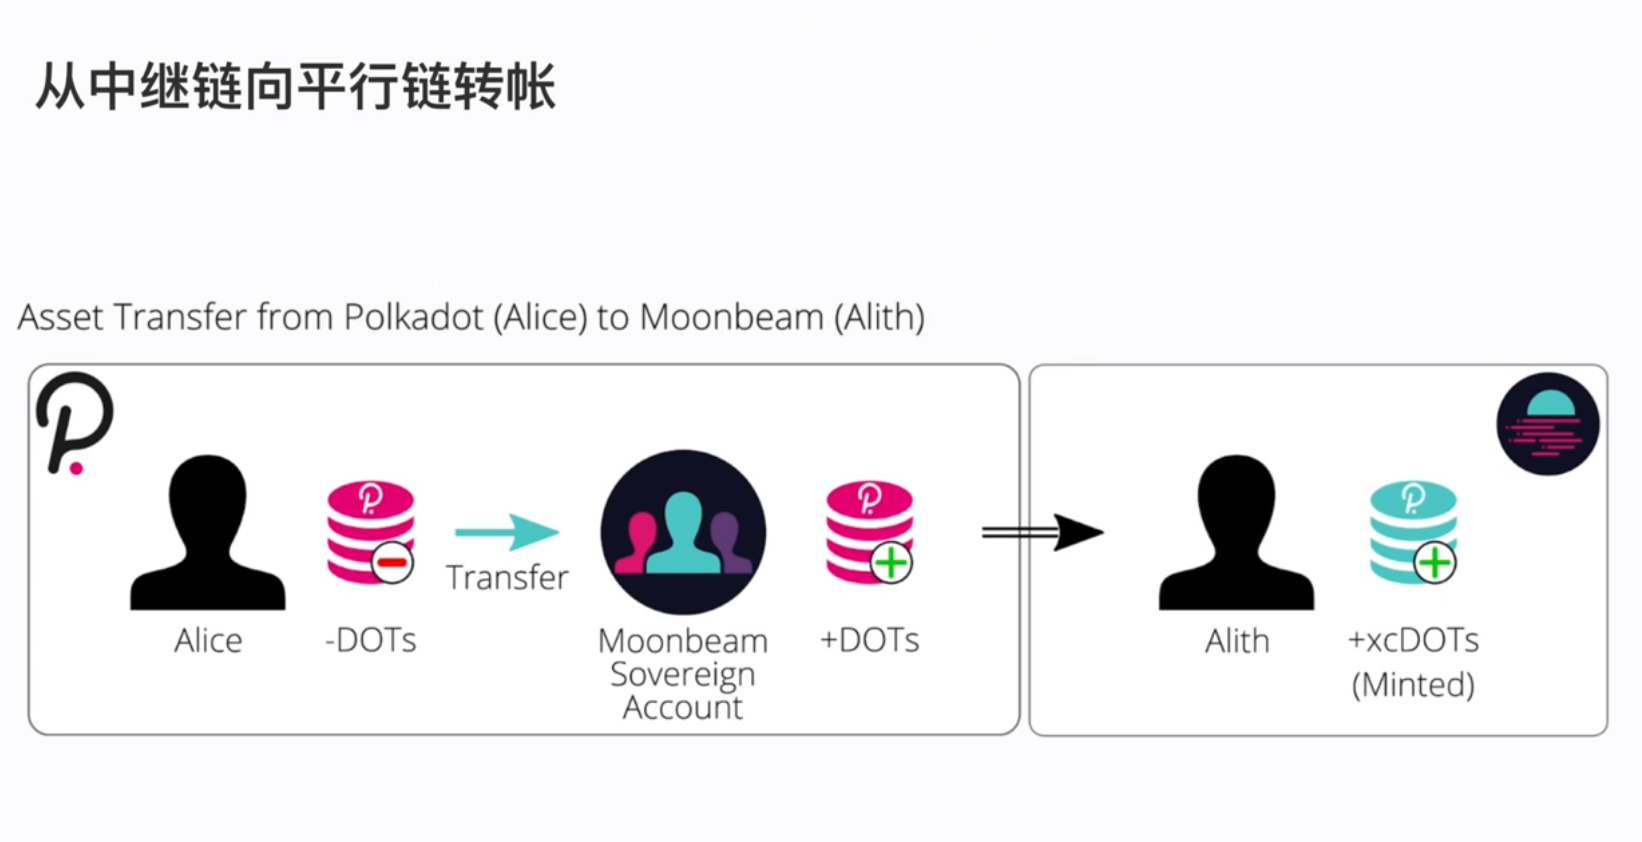 从中继链向平行链转帐
Asset Transfer from Polkadot (Alice) to Moonbeam (Alith)
Transfer
Alice
-DOTs
Moonbeam
Sovereign
Account
+DOTs
Alith
+xcDOTs
(Minted)